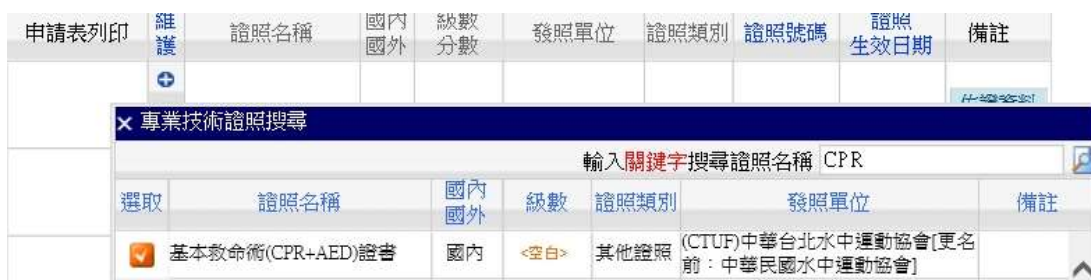 申請表列印 維護 證照名稱 國內國外 級數分數 發照單位 證照類別 證照號碼 證照生效日期 備註
佐證資料
× 專業技術證照搜尋
輸入關鍵字搜尋證照名稱 CPR
選取 證照名稱 國內國外 級數 證照類別 發照單位 備註
基本救命術(CPR+AED)證書 國內 <空白> 其他證照 (CTUF)中華台北水中運動協會[更名前：中華民國水中運動協會]